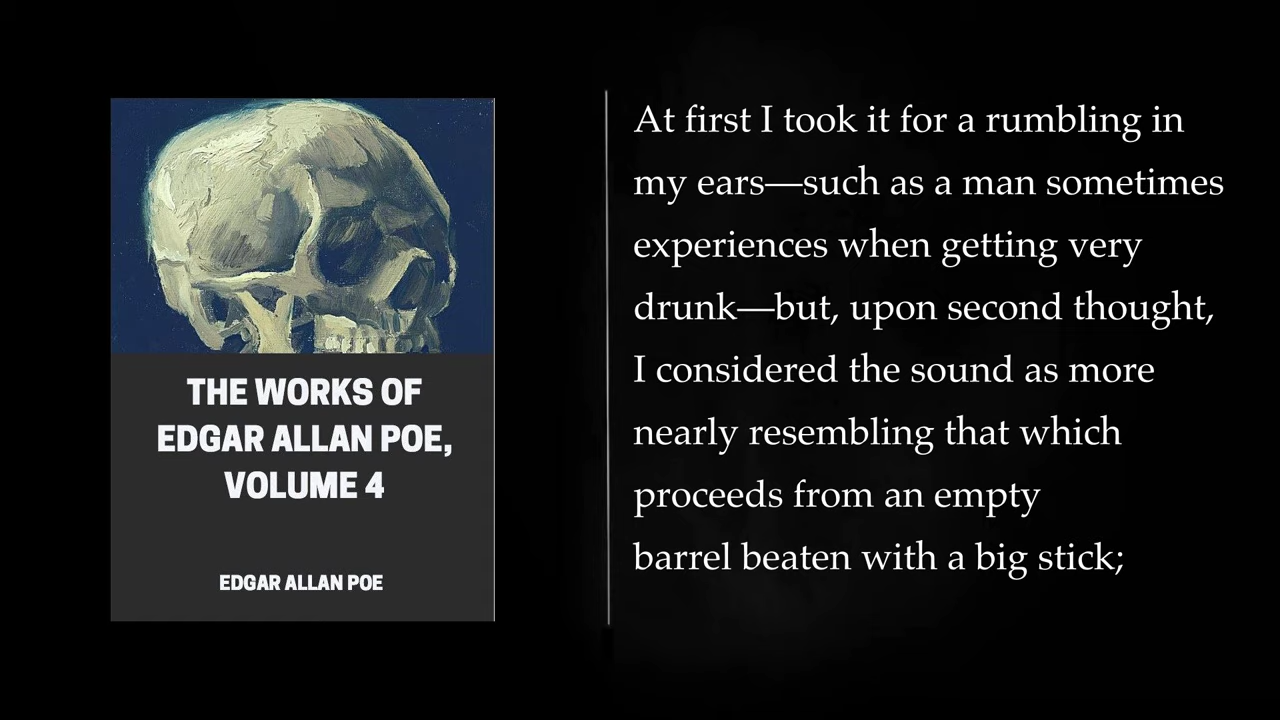 THE WORKS OF
EDGAR ALLAN POE,
VOLUME 4
EDGAR ALLAN POE
At first I took it for a rumbling in
my ears—such as a man sometimes
experiences when getting very
drunk—but, upon second thought,
I considered the sound as more
nearly resembling that which
proceeds from an empty
barrel beaten with a big stick;